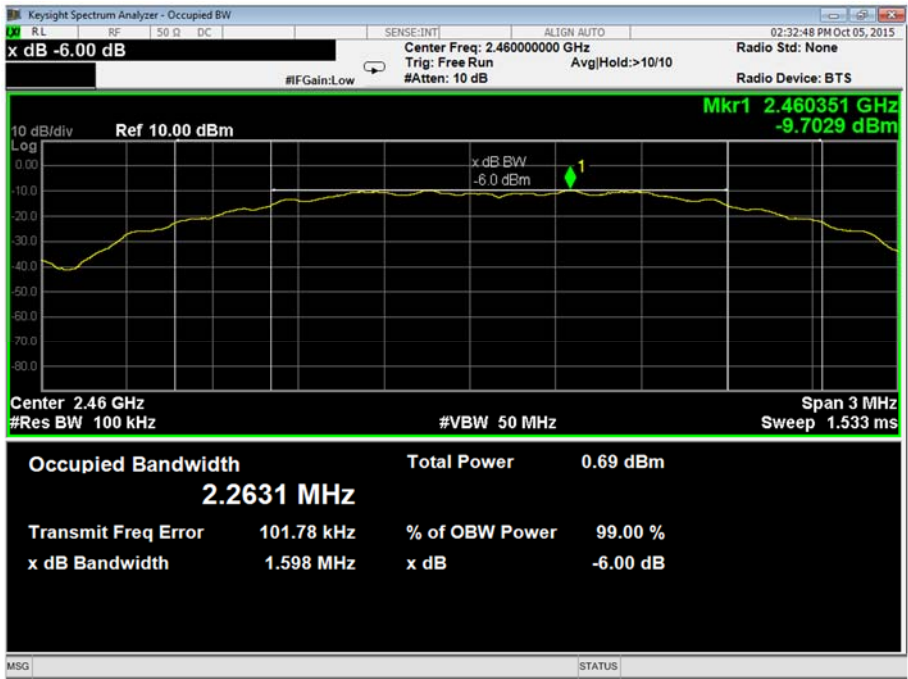 Keysight Spectrum Analyzer - Occupied BW
LXI RL RF 50 Ω DC SENSE:INT ALIGN AUTO 02:32:48 PM Oct 05, 2015
x dB -6.00 dB
Center Freq: 2.460000000 GHz Radio Std: None
Trig: Free Run Avg|Hold:>10/10
#IFGain:Low #Atten: 10 dB Radio Device: BTS
Mkr1 2.460351 GHz
10 dB/div Ref 10.00 dBm -9.7029 dBm
Log
x dB BW 1
0.00
-6.0 dBm
-10.0
-20.0
-30.0
-40.0
-50.0
-60.0
-70.0
-80.0
Center 2.46 GHz Span 3 MHz
#Res BW 100 kHz #VBW 50 MHz Sweep 1.533 ms
Occupied Bandwidth Total Power 0.69 dBm
2.2631 MHz
Transmit Freq Error 101.78 kHz % of OBW Power 99.00 %
x dB Bandwidth 1.598 MHz x dB -6.00 dB
MSG STATUS